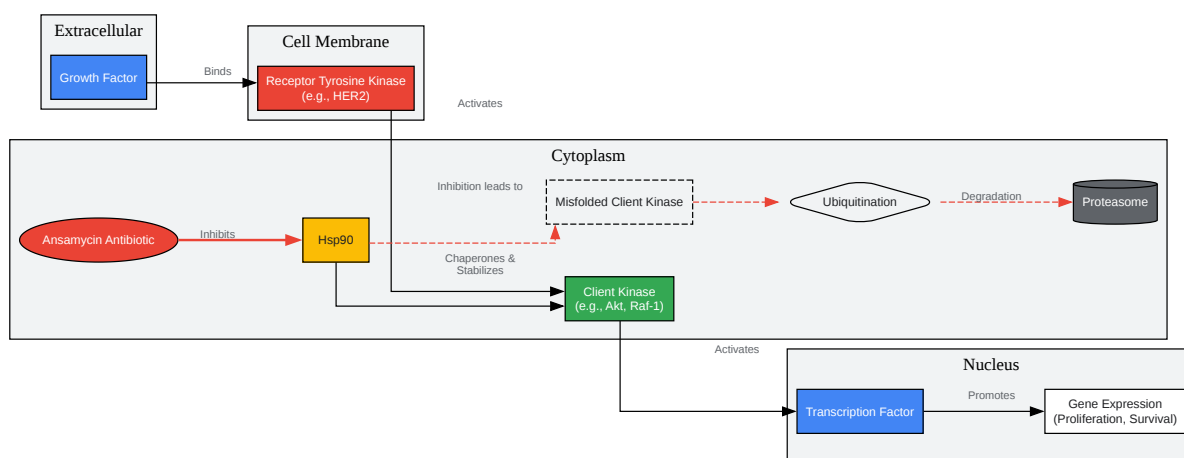 Extracellular
Growth Factor
Binds
Cell Membrane
Receptor Tyrosine Kinase
(e.g., HER2)
Activates
Cytoplasm
Ansamycin Antibiotic
Inhibits
Hsp90
Inhibition leads to
Misfolded Client Kinase
Ubiquitination
Degradation
Proteasome
Chaperones &
Stabilizes
Client Kinase
(e.g., Akt, Raf-1)
Activates
Nucleus
Transcription Factor
Promotes
Gene Expression
(Proliferation, Survival)